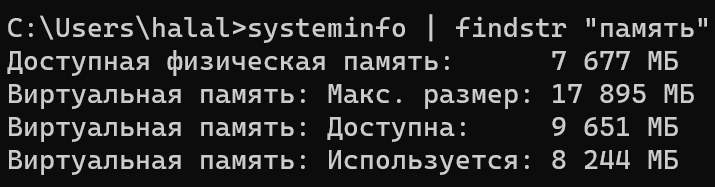 C:\Users\halal>systeminfo | findstr "память"
Доступная физическая память:      7 677 МБ
Виртуальная память: Макс. размер: 17 895 МБ
Виртуальная память: Доступна:     9 651 МБ
Виртуальная память: Используется: 8 244 МБ